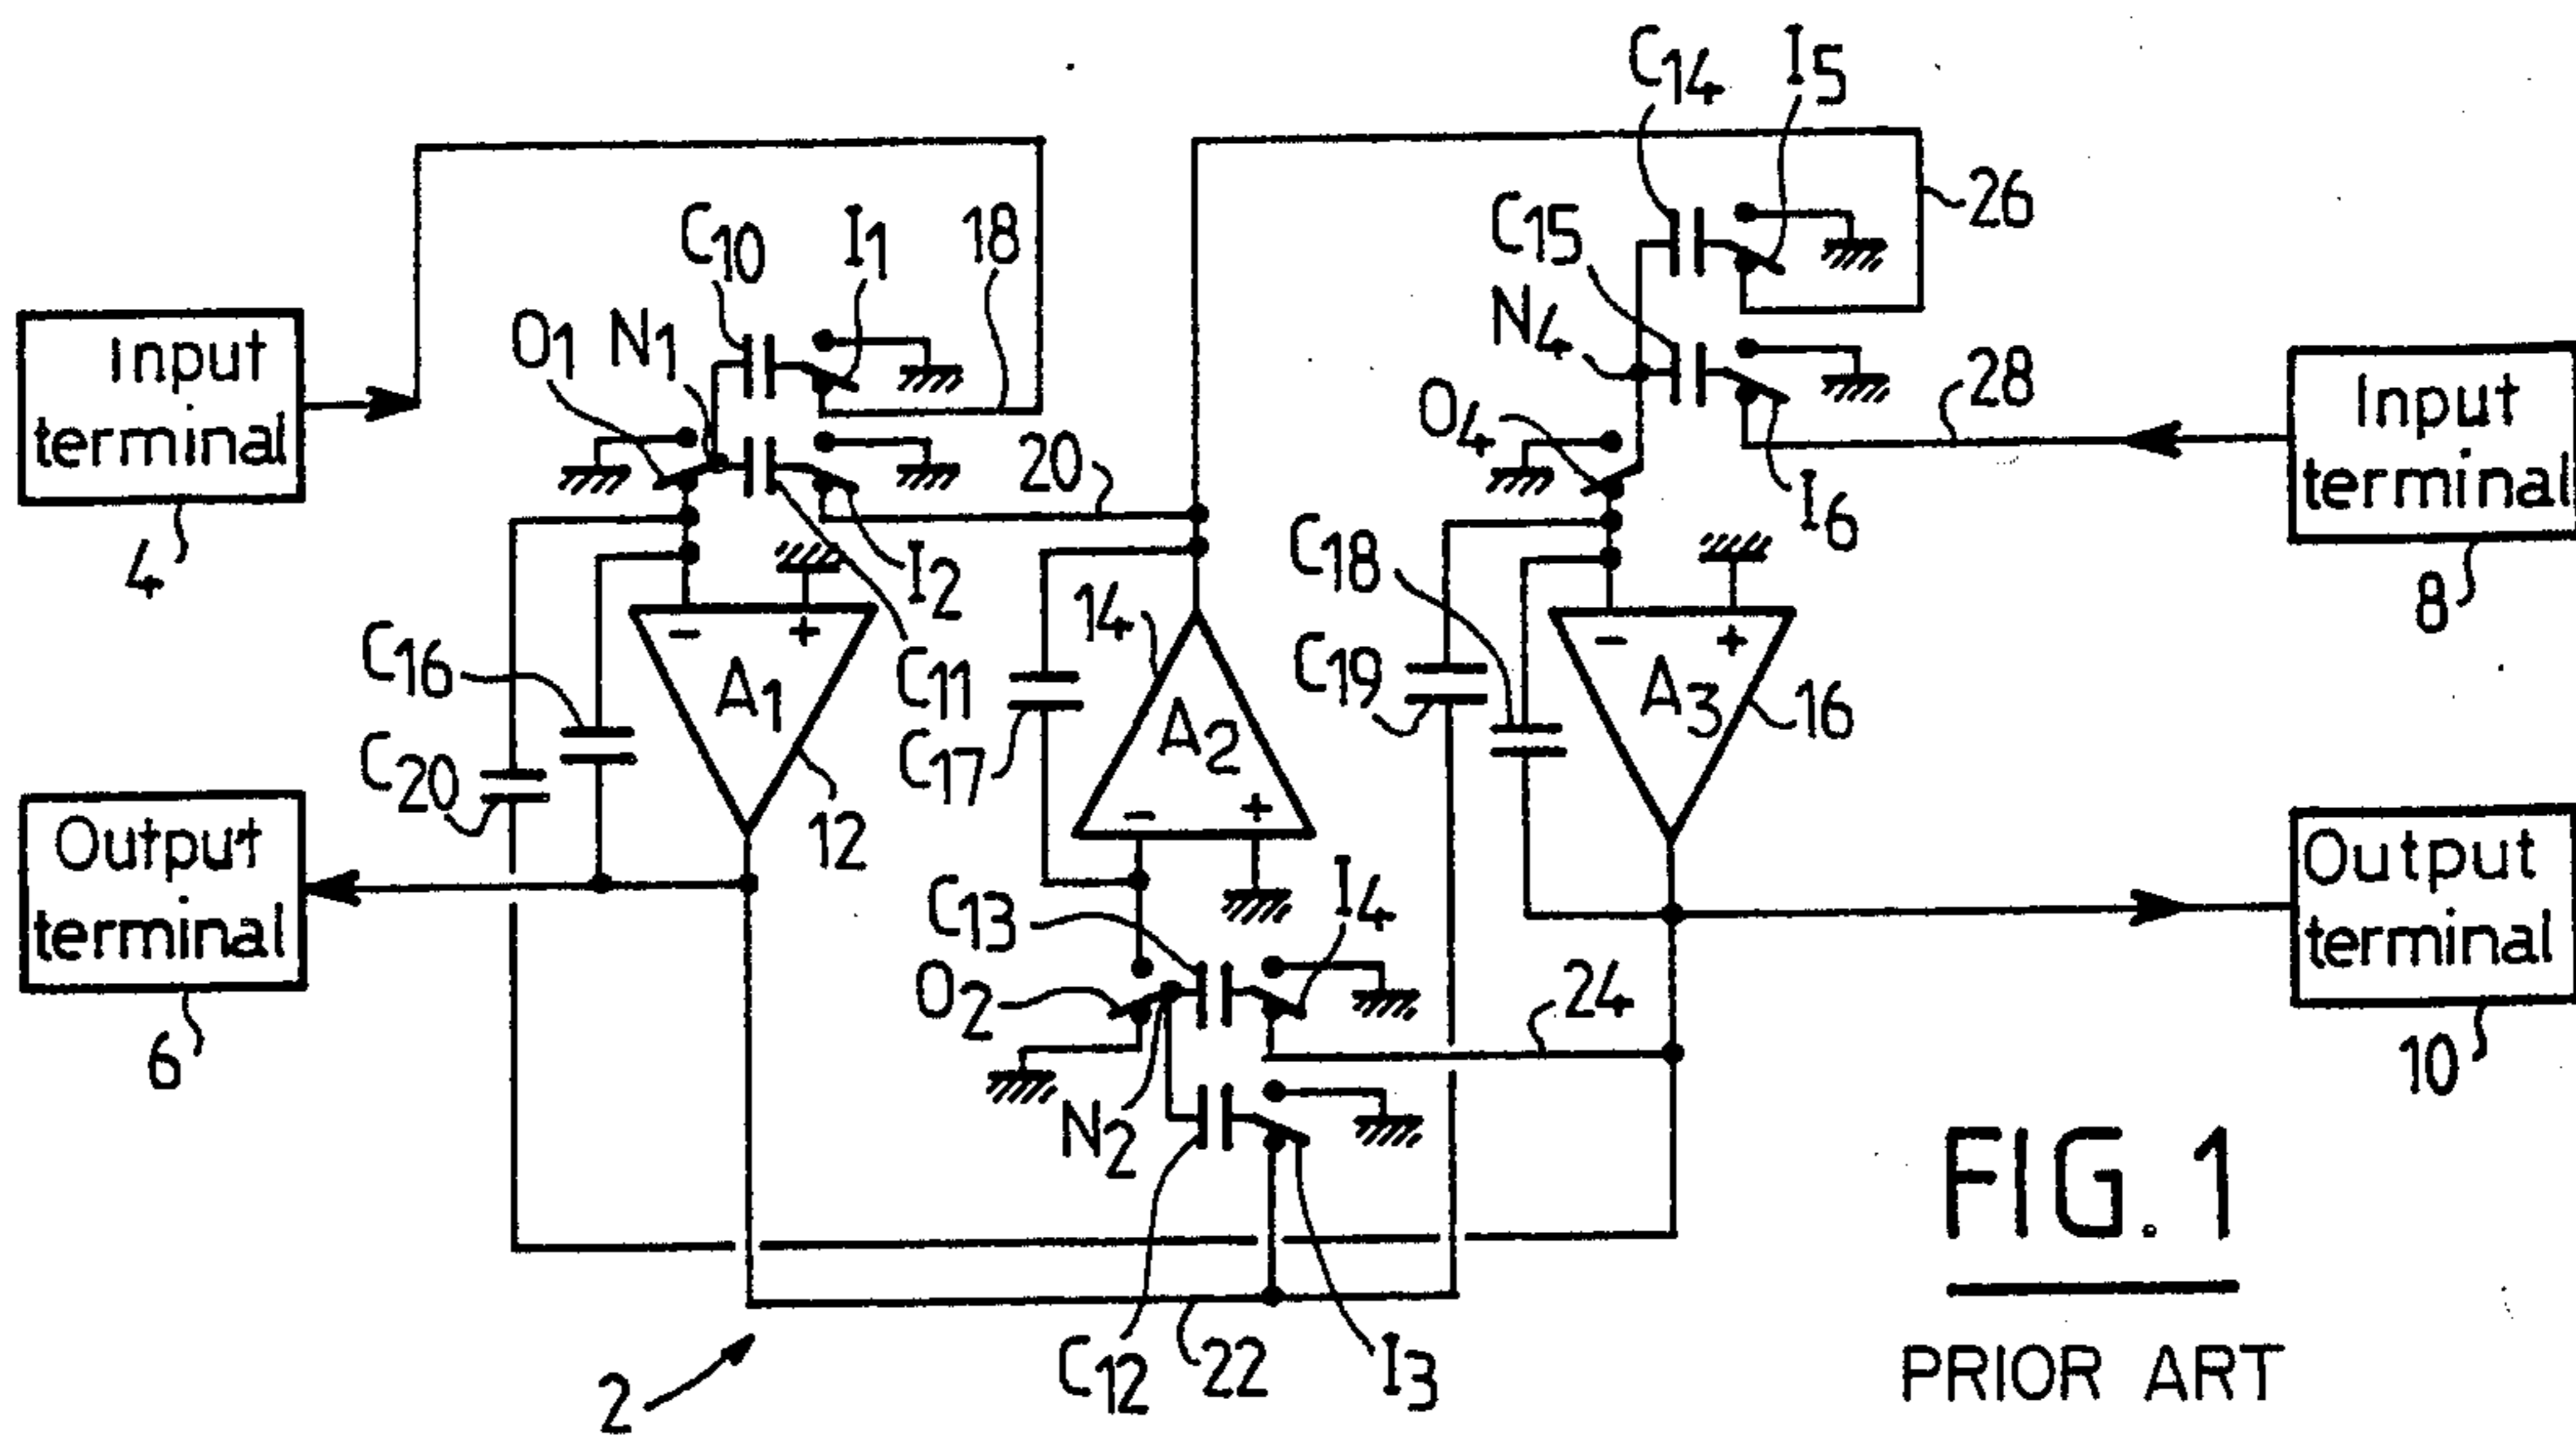 C14 I5
26
C10 I1 18
C15
N4
O1 N1
Input
terminal
4
20
O4
28
Input
terminal
8
I6
I2
C18
14
C16
C11
C19
- +
A1
- +
A3
16
C17
A2
C20
12
- +
Output
terminal
6
C13
I4
O2
24
Output
terminal
10
N2
FIG. 1
C12 22 I3
2
PRIOR ART